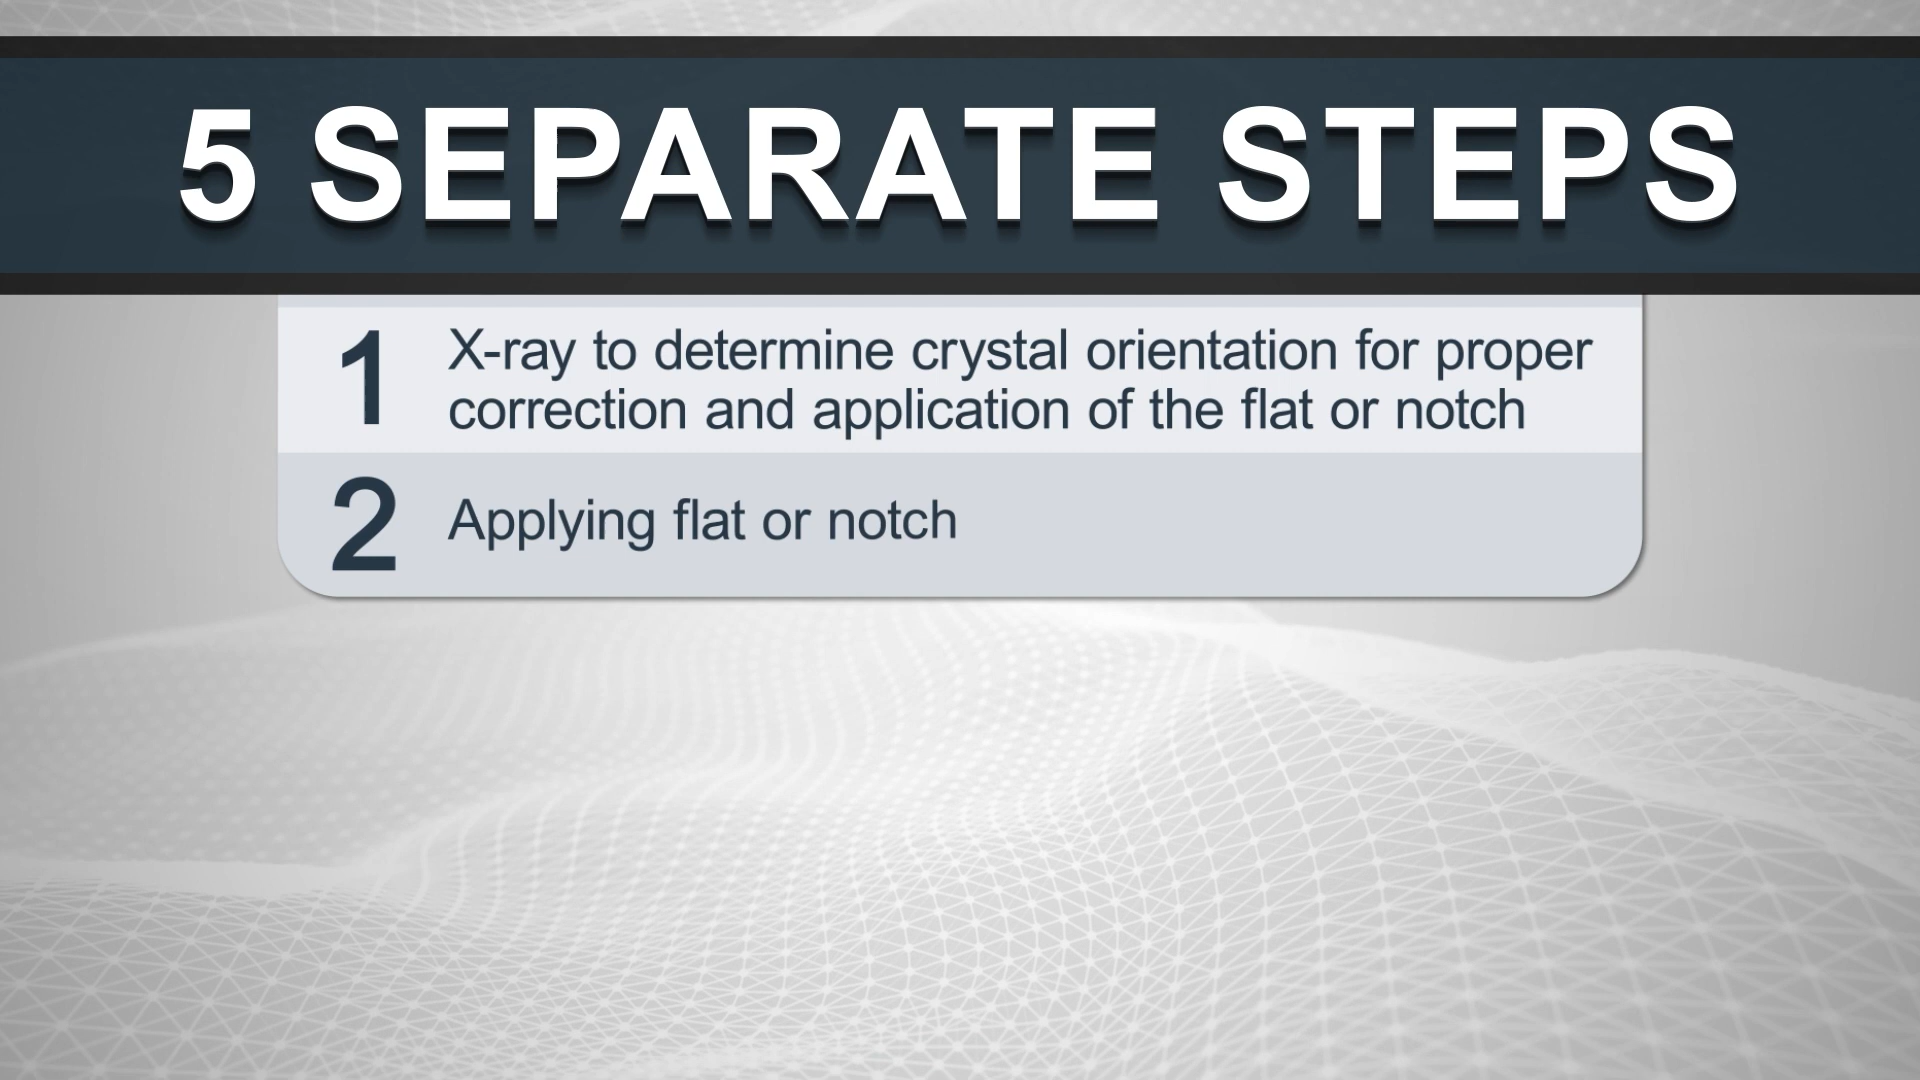 5 SEPARATE STEPS
1 X-ray to determine crystal orientation for proper
correction and application of the flat or notch
2 Applying flat or notch